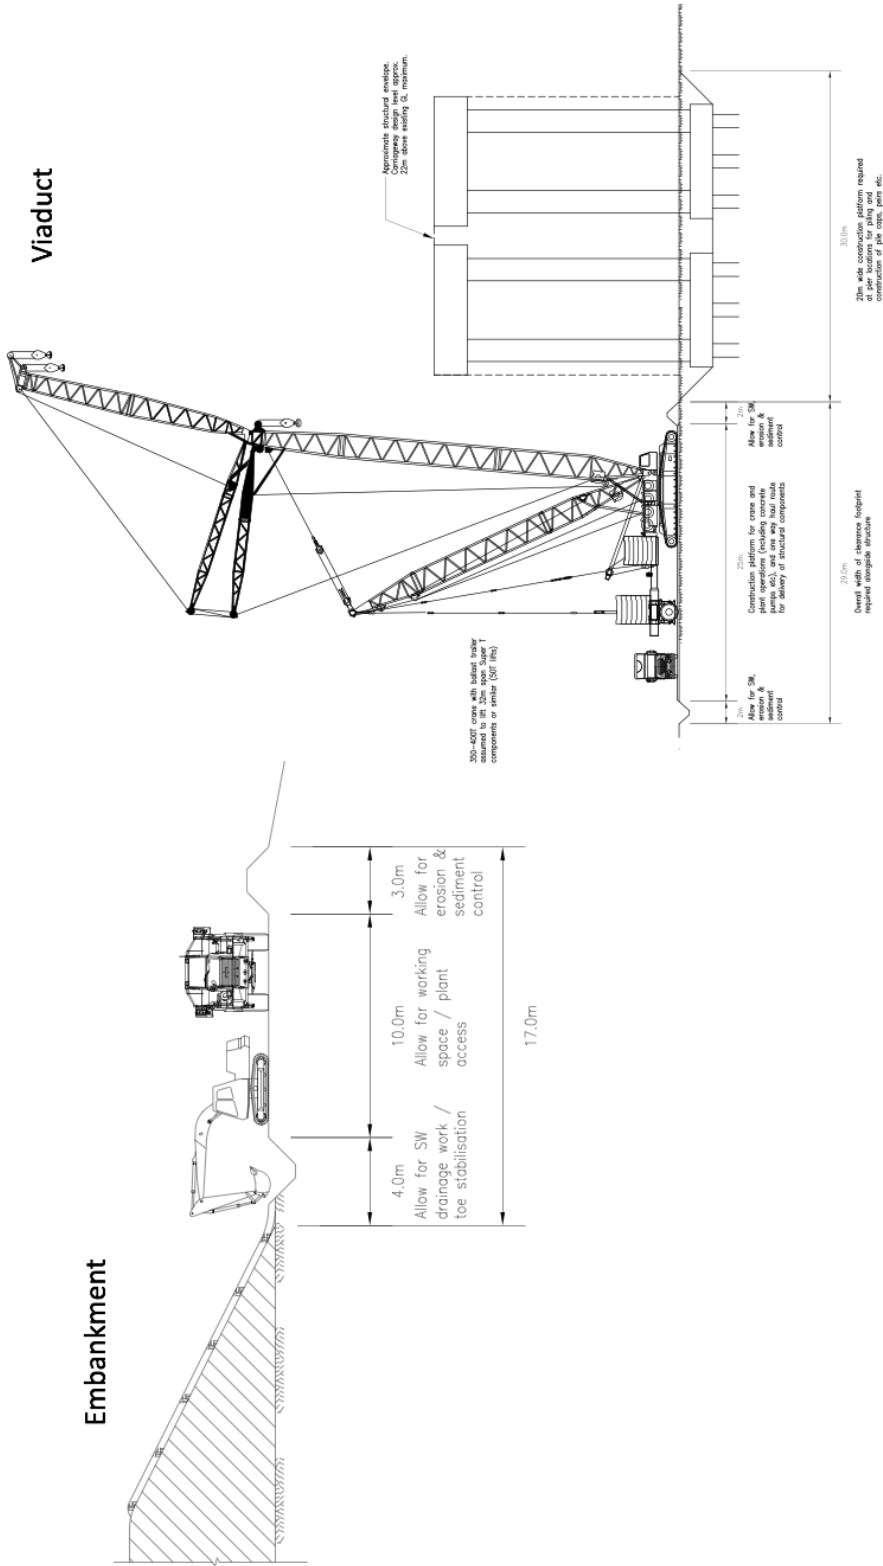 Embankment
4.0m
Allow for SW
drainage work /
toe stabilisation
10.0m
Allow for working
space / plant
access
3.0m
Allow for
erosion &
sediment
control
17.0m
Viaduct
Approximate structural envelope.
Carriageway design level approx.
22m above existing GL maximum.
350-400T crane with ballast trailer
assumed to lift 32m span Super T
components or similar (50T lifts)
2m
Allow for SW,
erosion &
sediment
control
25m
Construction platform for crane and
plant operations (including concrete
pumps etc), and one way haul route
for delivery of structural components
2m
Allow for SW,
erosion &
sediment
control
29.0m
Overall width of clearance footprint
required alongside structure
30.0m
20m wide construction platform required
at pier locations for piling and
construction of pile caps, peirs etc.